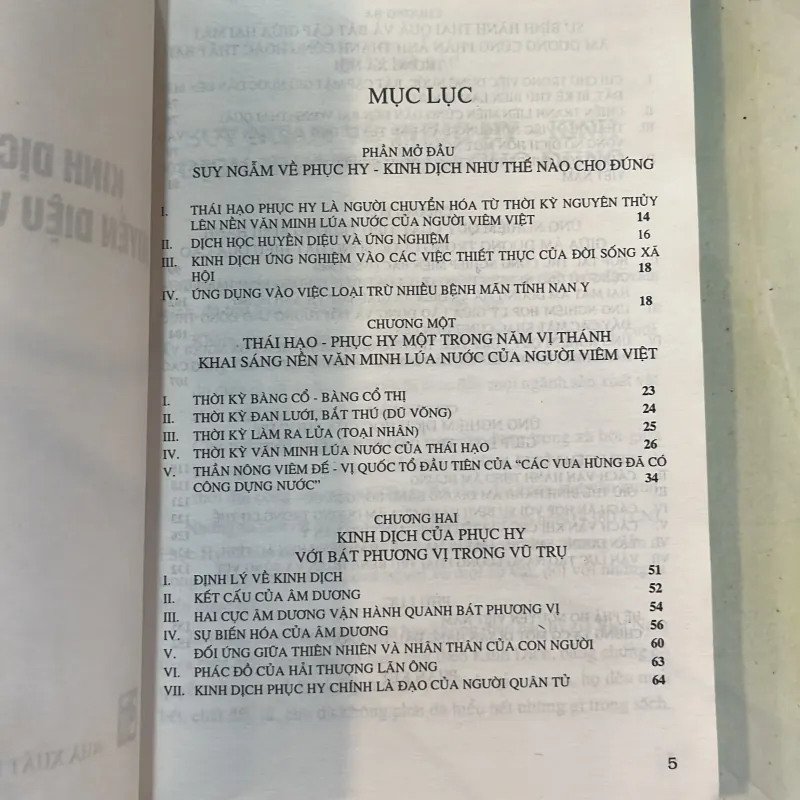 MỤC LỤC
PHẦN MỞ ĐẦU
SUY NGẪM VỀ PHỤC HY - KINH DỊCH NHƯ THẾ NÀO CHO ĐÚNG
I. THÁI HẠO PHỤC HY LÀ NGƯỜI CHUYỂN HÓA TỪ THỜI KỲ NGUYÊN THỦY
LÊN NỀN VĂN MINH LÚA NƯỚC CỦA NGƯỜI VIÊM VIỆT 14
II. DỊCH HỌC HUYỀN DIỆU VÀ ỨNG NGHIỆM 16
III. KINH DỊCH ỨNG NGHIỆM VÀO CÁC VIỆC THIẾT THỰC CỦA ĐỜI SỐNG XÃ
HỘI 18
IV. ỨNG DỤNG VÀO VIỆC LOẠI TRỪ NHIỀU BỆNH MÃN TÍNH NAN Y 18
CHƯƠNG MỘT
THÁI HẠO - PHỤC HY MỘT TRONG NĂM VỊ THÁNH
KHAI SÁNG NỀN VĂN MINH LÚA NƯỚC CỦA NGƯỜI VIÊM VIỆT
I. THỜI KỲ BÀNG CỔ - BÀNG CỔ THỊ 23
II. THỜI KỲ ĐAN LƯỚI, BẮT THÚ (DŨ VÕNG) 24
III. THỜI KỲ LÀM RA LỬA (TOẠI NHÂN) 25
IV. THỜI KỲ VĂN MINH LÚA NƯỚC CỦA THÁI HẠO 26
V. THẦN NÔNG VIÊM ĐẾ - VỊ QUỐC TỔ ĐẦU TIÊN CỦA “CÁC VUA HÙNG ĐÃ CÓ
CÔNG DỰNG NƯỚC” 34
CHƯƠNG HAI
KINH DỊCH CỦA PHỤC HY
VỚI BÁT PHƯƠNG VỊ TRONG VŨ TRỤ
I. ĐỊNH LÝ VỀ KINH DỊCH 51
II. KẾT CẤU CỦA ÂM DƯƠNG 52
III. HAI CỰC ÂM DƯƠNG VẬN HÀNH QUANH BÁT PHƯƠNG VỊ 54
IV. SỰ BIẾN HÓA CỦA ÂM DƯƠNG 56
V. ĐỐI ỨNG GIỮA THIÊN NHIÊN VÀ NHÂN THÂN CỦA CON NGƯỜI 60
VI. PHÁC ĐỒ CỦA HẢI THƯỢNG LÃN ÔNG 63
VII. KINH DỊCH PHỤC HY CHÍNH LÀ ĐẠO CỦA NGƯỜI QUÂN TỬ 64
5